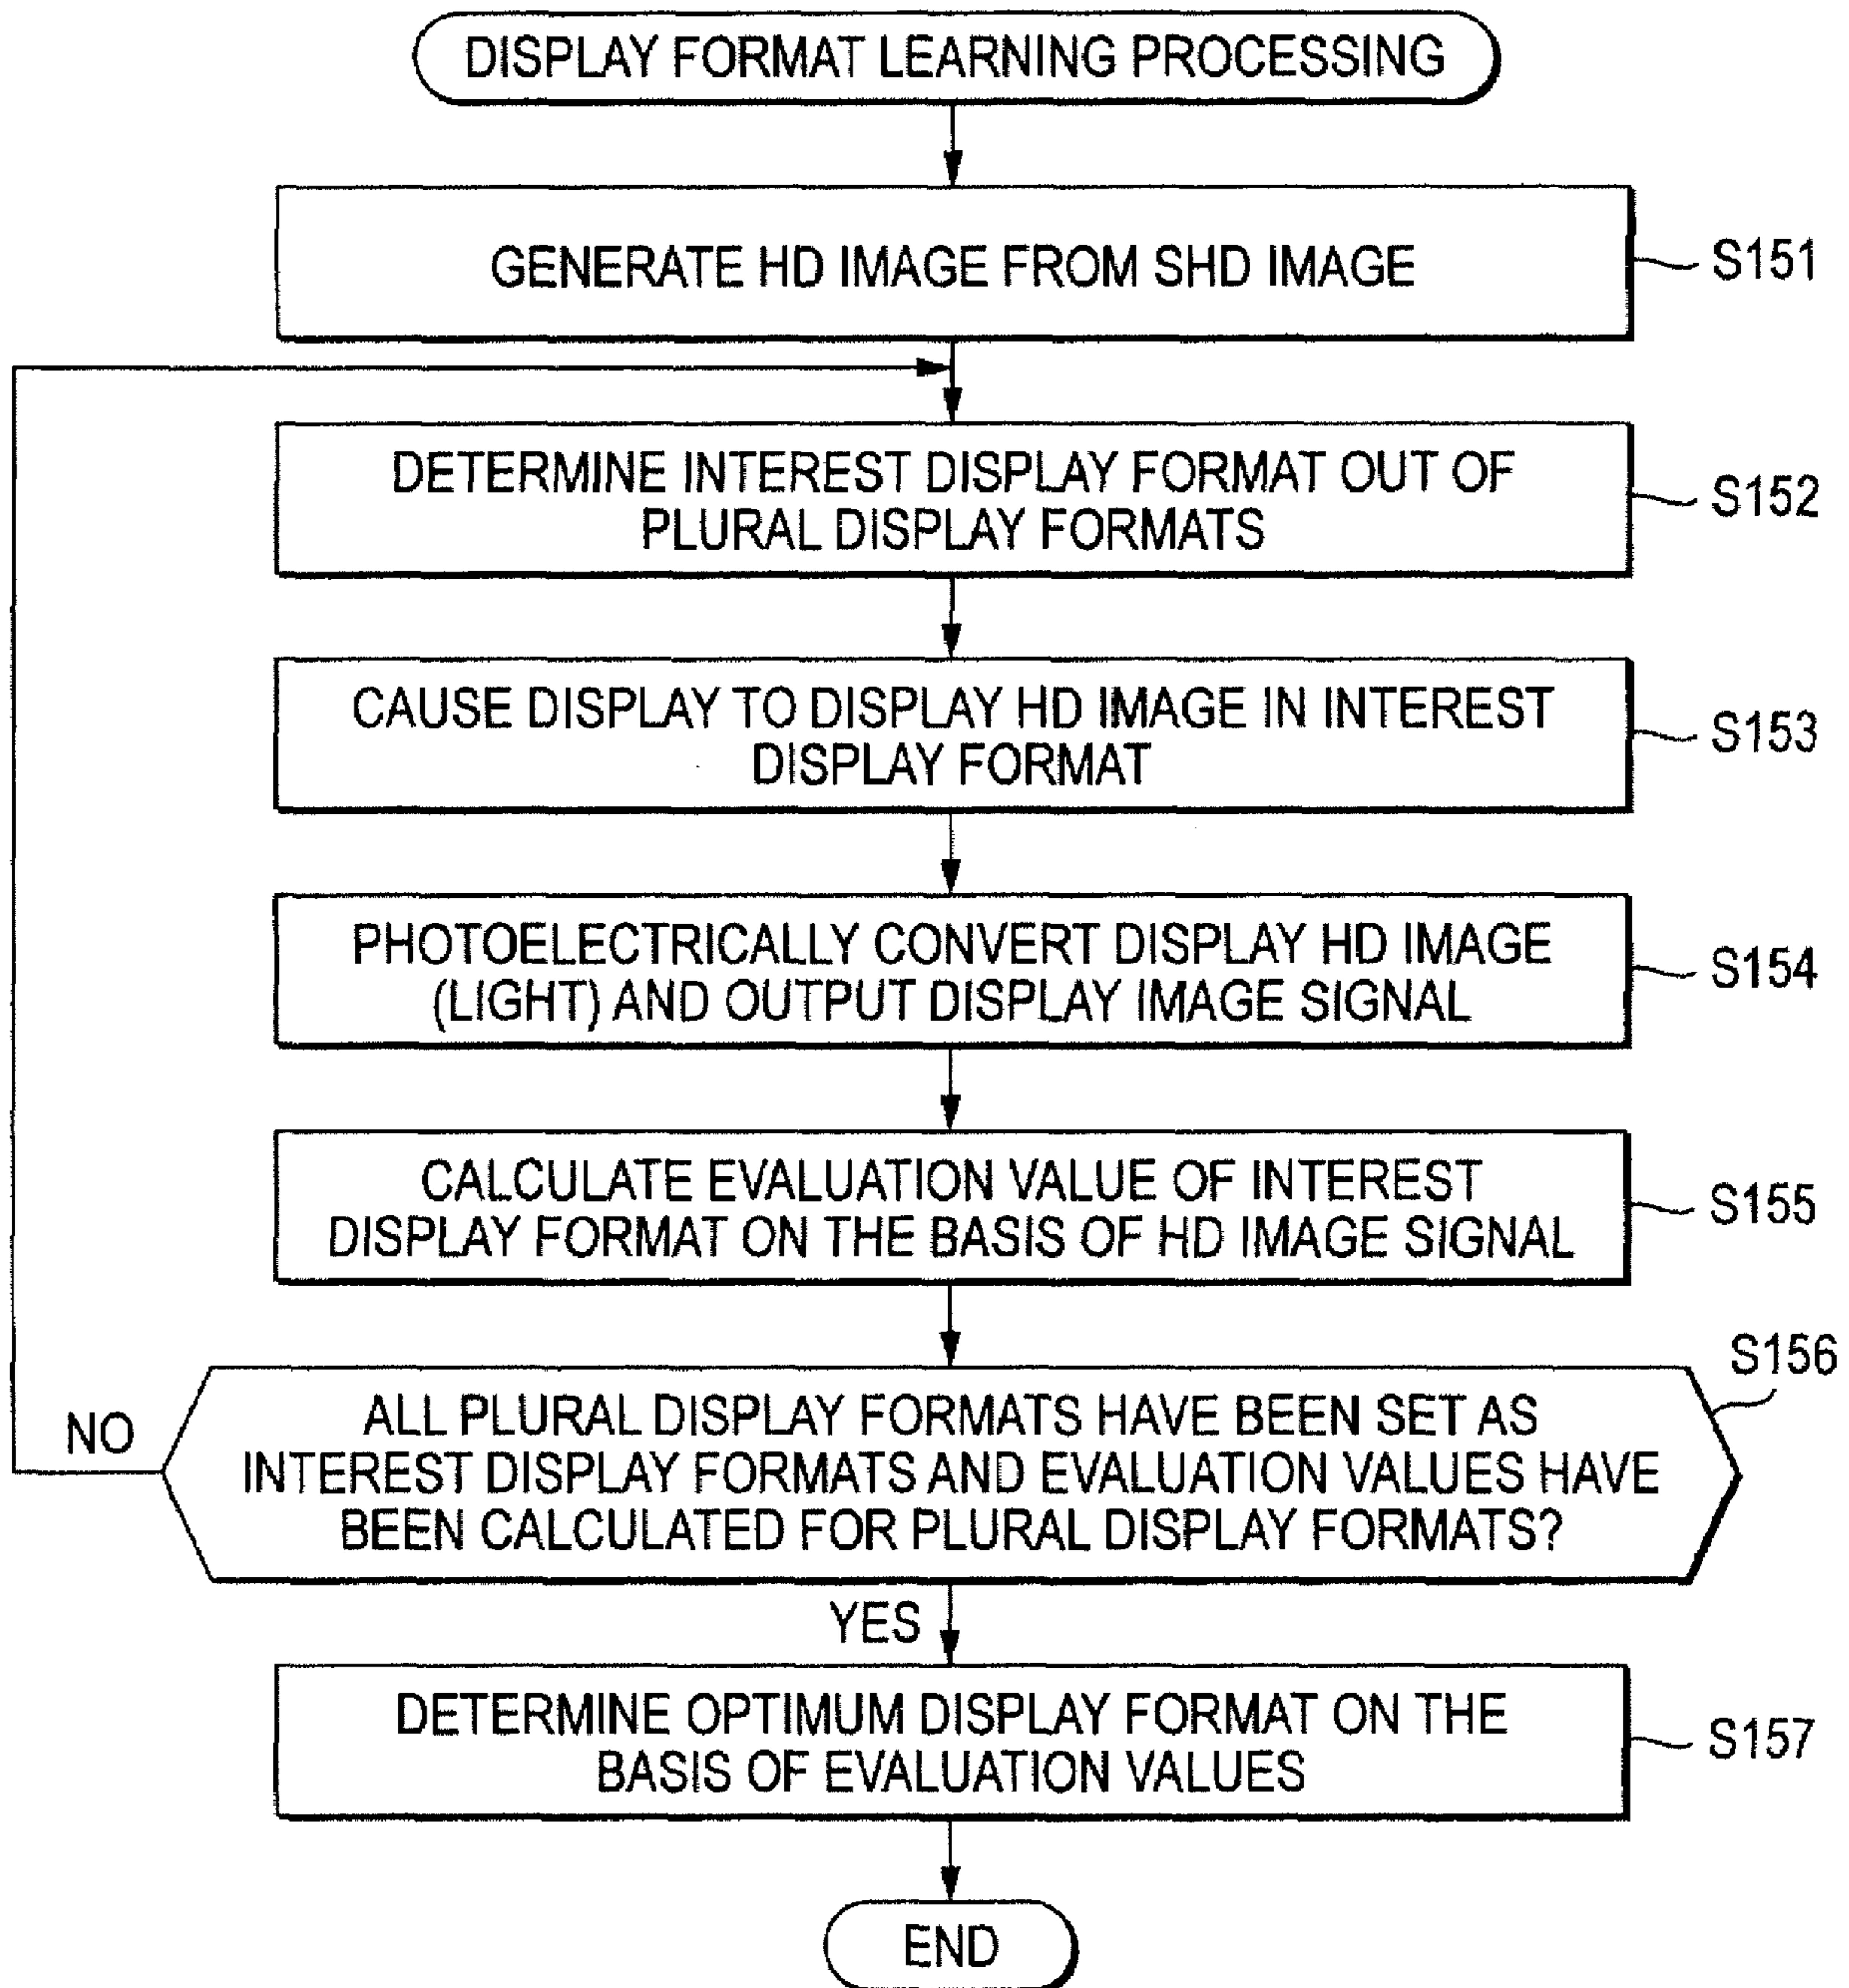 DISPLAY FORMAT LEARNING PROCESSING
GENERATE HD IMAGE FROM SHD IMAGE
S151
DETERMINE INTEREST DISPLAY FORMAT OUT OF
PLURAL DISPLAY FORMATS
S152
CAUSE DISPLAY TO DISPLAY HD IMAGE IN INTEREST
DISPLAY FORMAT
S153
PHOTOELECTRICALLY CONVERT DISPLAY HD IMAGE
(LIGHT) AND OUTPUT DISPLAY IMAGE SIGNAL
S154
CALCULATE EVALUATION VALUE OF INTEREST
DISPLAY FORMAT ON THE BASIS OF HD IMAGE SIGNAL
S155
S156
ALL PLURAL DISPLAY FORMATS HAVE BEEN SET AS
INTEREST DISPLAY FORMATS AND EVALUATION VALUES HAVE
BEEN CALCULATED FOR PLURAL DISPLAY FORMATS?
NO
YES
DETERMINE OPTIMUM DISPLAY FORMAT ON THE
BASIS OF EVALUATION VALUES
S157
END